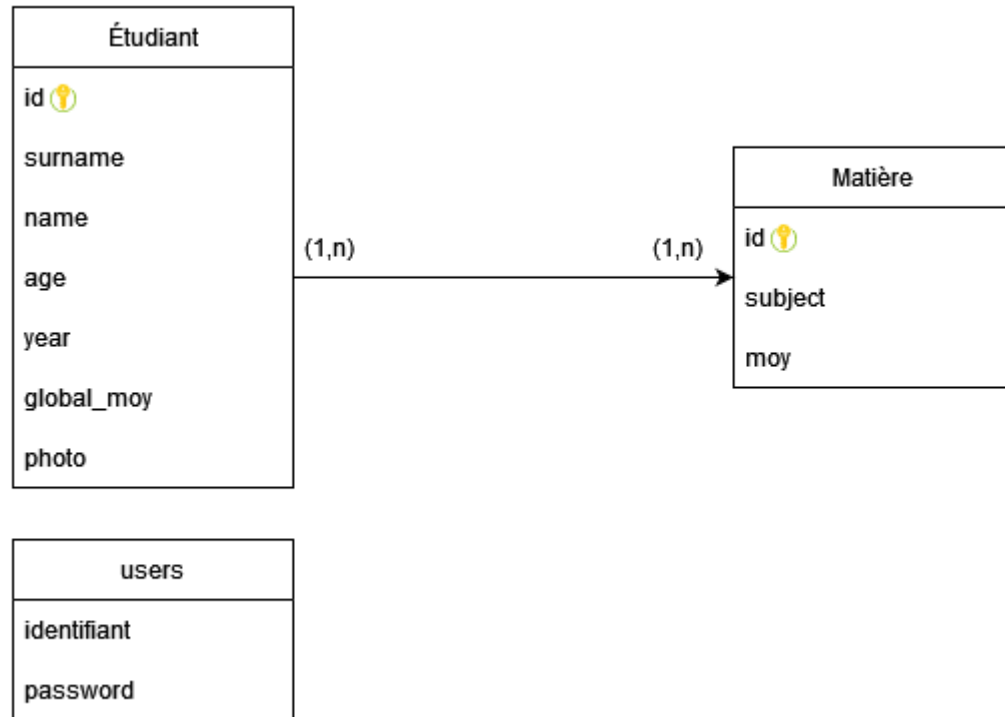 Étudiant
id
surname
name
age
year
global_moy
photo
(1,n)
(1,n)
Matière
id
subject
moy
users
identifiant
password